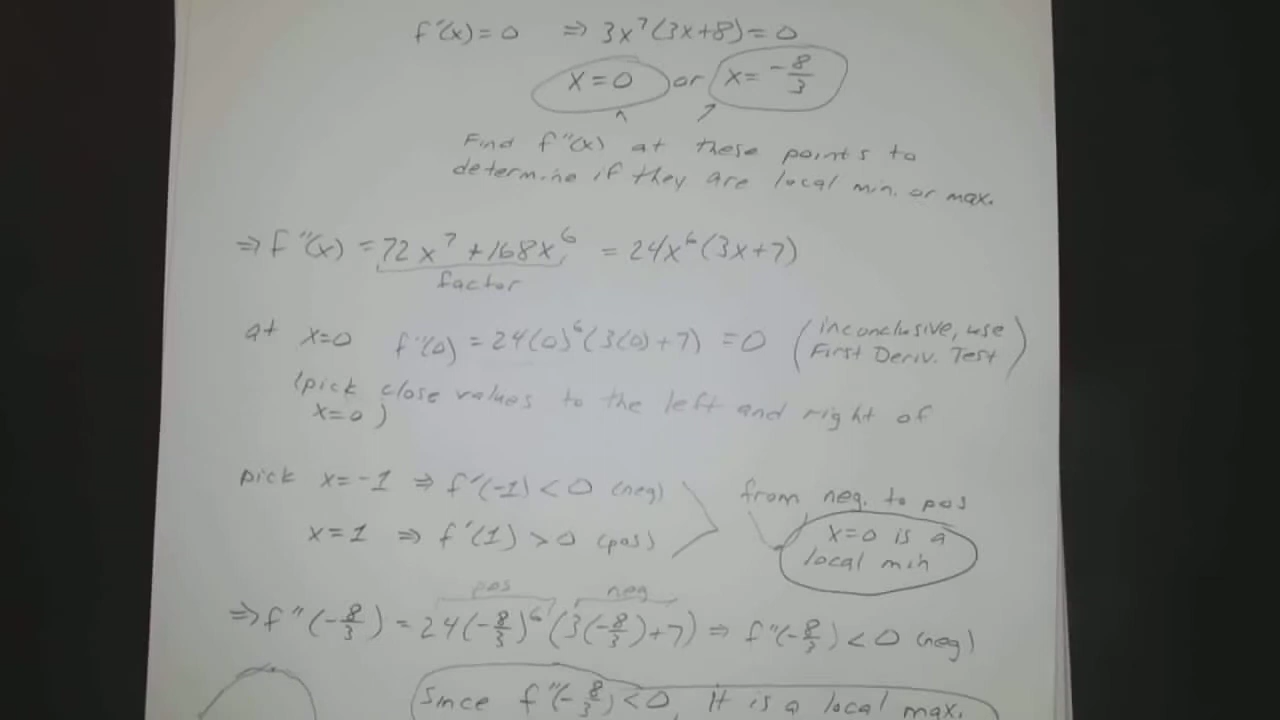 f'(x) = 0 ⇒ 3x⁷(3x+8) = 0
x = 0 or x = -8/3
Find f''(x) at these points to
determine if they are local min. or max.
⇒ f''(x) = 72x⁷ + 168x⁶ = 24x⁶(3x+7)
factor
at x=0 f''(0) = 24(0)⁶(3(0)+7) = 0 (inconclusive, use
First Deriv. Test)
(pick close values to the left and right of
x=0)
pick x=-1 ⇒ f'(-1) < 0 (neg)
from neg. to pos
x=1 ⇒ f'(1) > 0 (pos)
x=0 is a
local min
pos neg
⇒ f''(-8/3) = 24(-8/3)⁶(3(-8/3)+7) ⇒ f''(-8/3) < 0 (neg)
Since f''(-8/3) < 0, It is a local max.